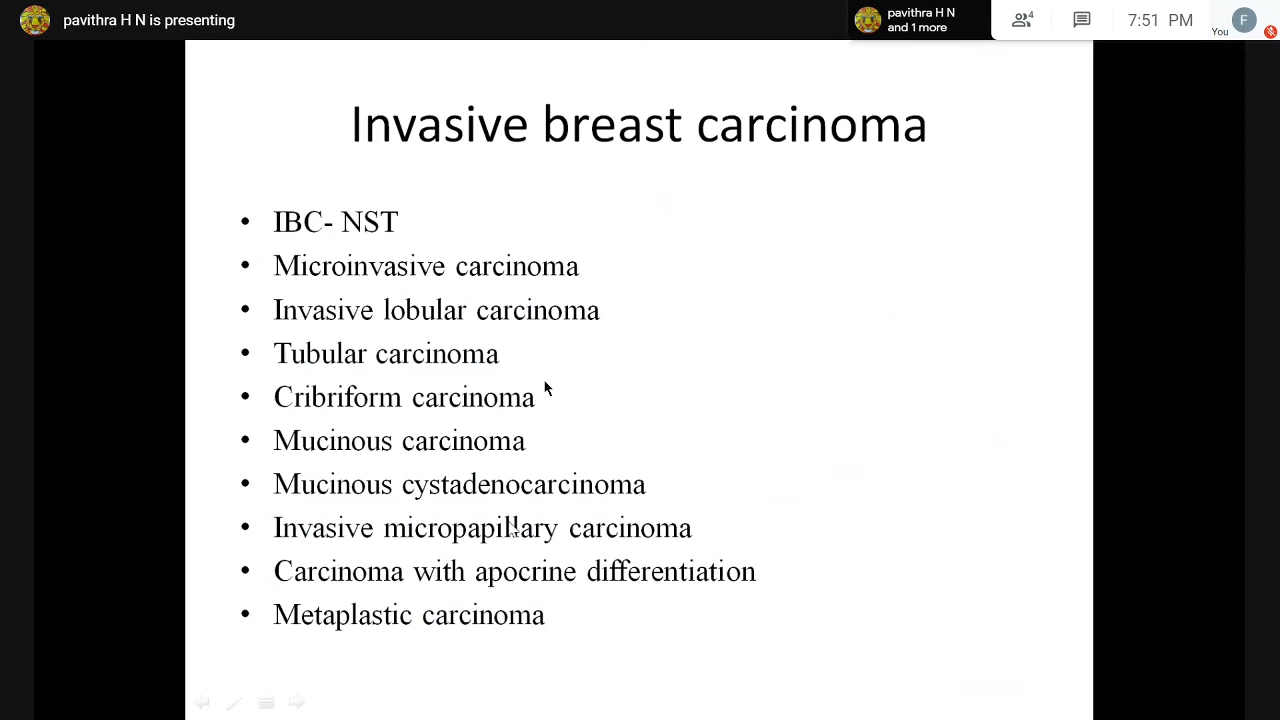 pavithra H N is presenting
pavithra H N
and 1 more
4
7:51 PM
You
F
Invasive breast carcinoma
• IBC- NST
• Microinvasive carcinoma
• Invasive lobular carcinoma
• Tubular carcinoma
• Cribriform carcinoma
• Mucinous carcinoma
• Mucinous cystadenocarcinoma
• Invasive micropapillary carcinoma
• Carcinoma with apocrine differentiation
• Metaplastic carcinoma